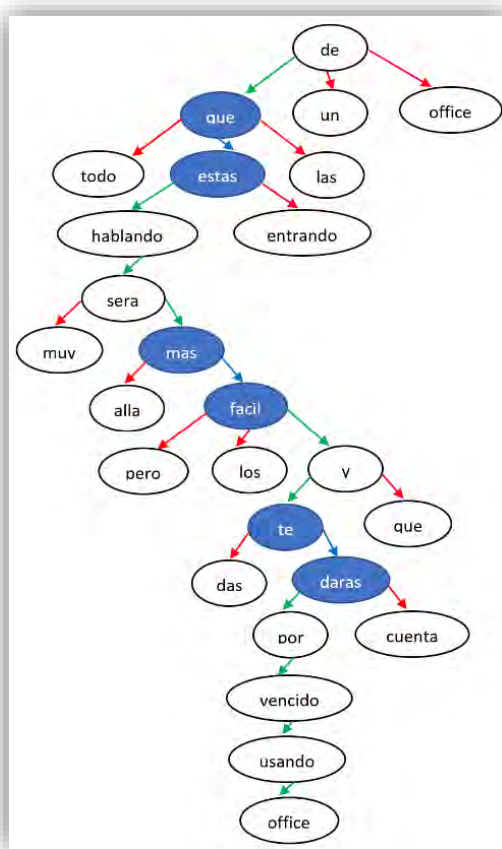 de
que un office
todo estas las
hablando entrando
sera
muv mas
alla facil
pero los v
te que
das daras
por cuenta
vencido
usando
office